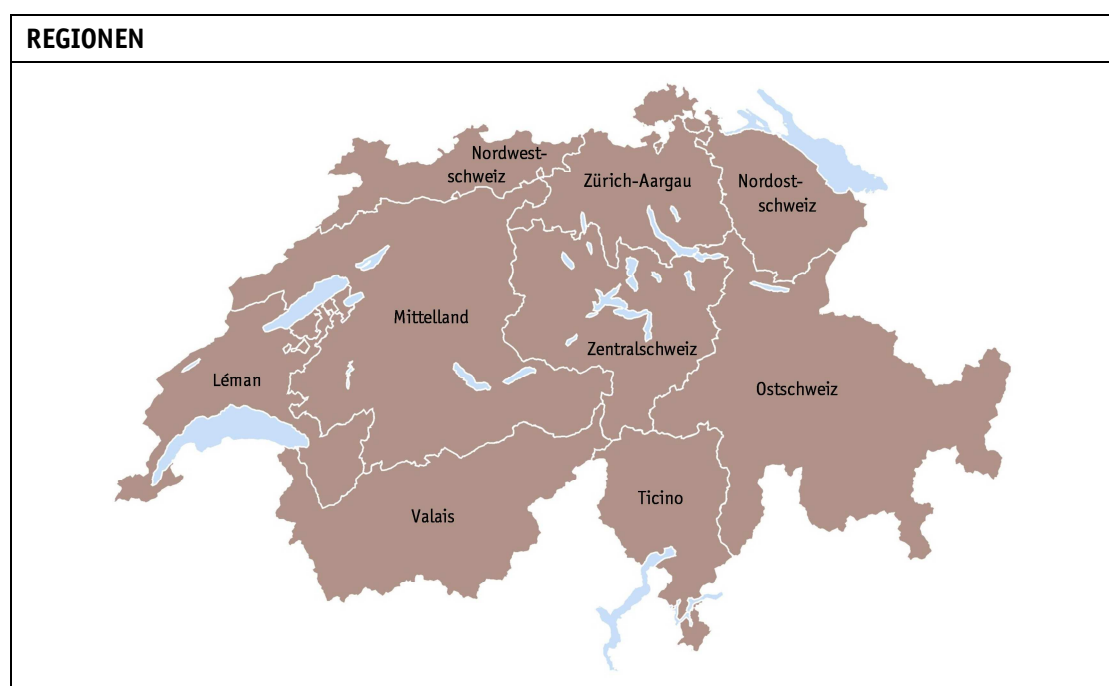 REGIONEN
Nordwest-
schweiz
Zürich-Aargau
Nordost-
schweiz
Mittelland
Zentralschweiz
Léman
Ostschweiz
Ticino
Valais